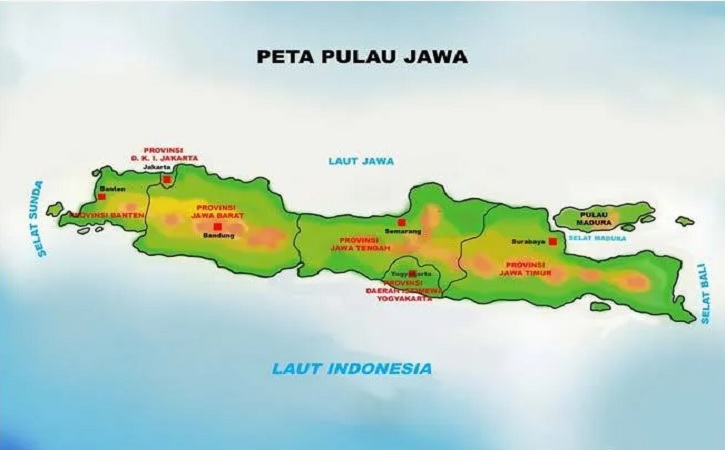 PETA PULAU JAWA
PROVINSI
D. K. I. JAKARTA
Jakarta
LAUT JAWA
SELAT SUNDA
Banten
PROVINSI BANTEN
PROVINSI
JAWA BARAT
Bandung
Semarang
PROVINSI
JAWA TENGAH
Yogyakarta
PROVINSI
DAERAH ISTIMEWA
YOGYAKARTA
Surabaya
PROVINSI
JAWA TIMUR
PULAU
MADURA
SELAT MADURA
SELAT BALI
LAUT INDONESIA